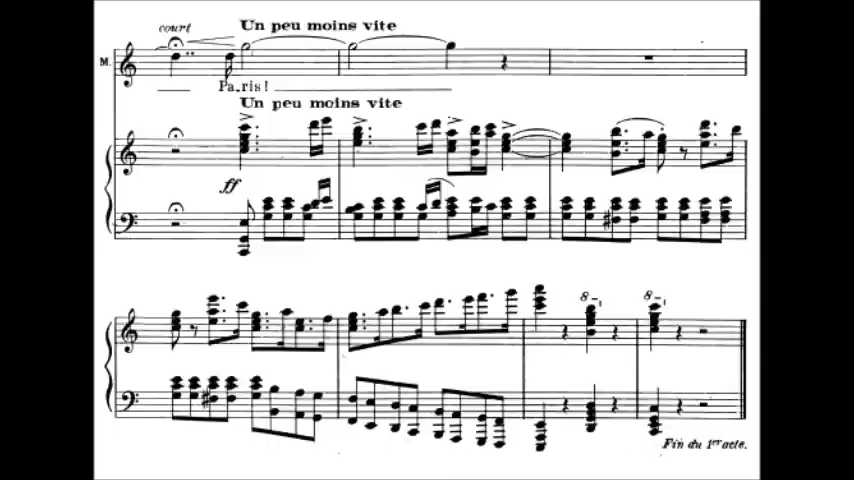 court Un peu moins vite
M.
Pa_ris!
Un peu moins vite
ff
8-
8-
Fin du 1er acte.